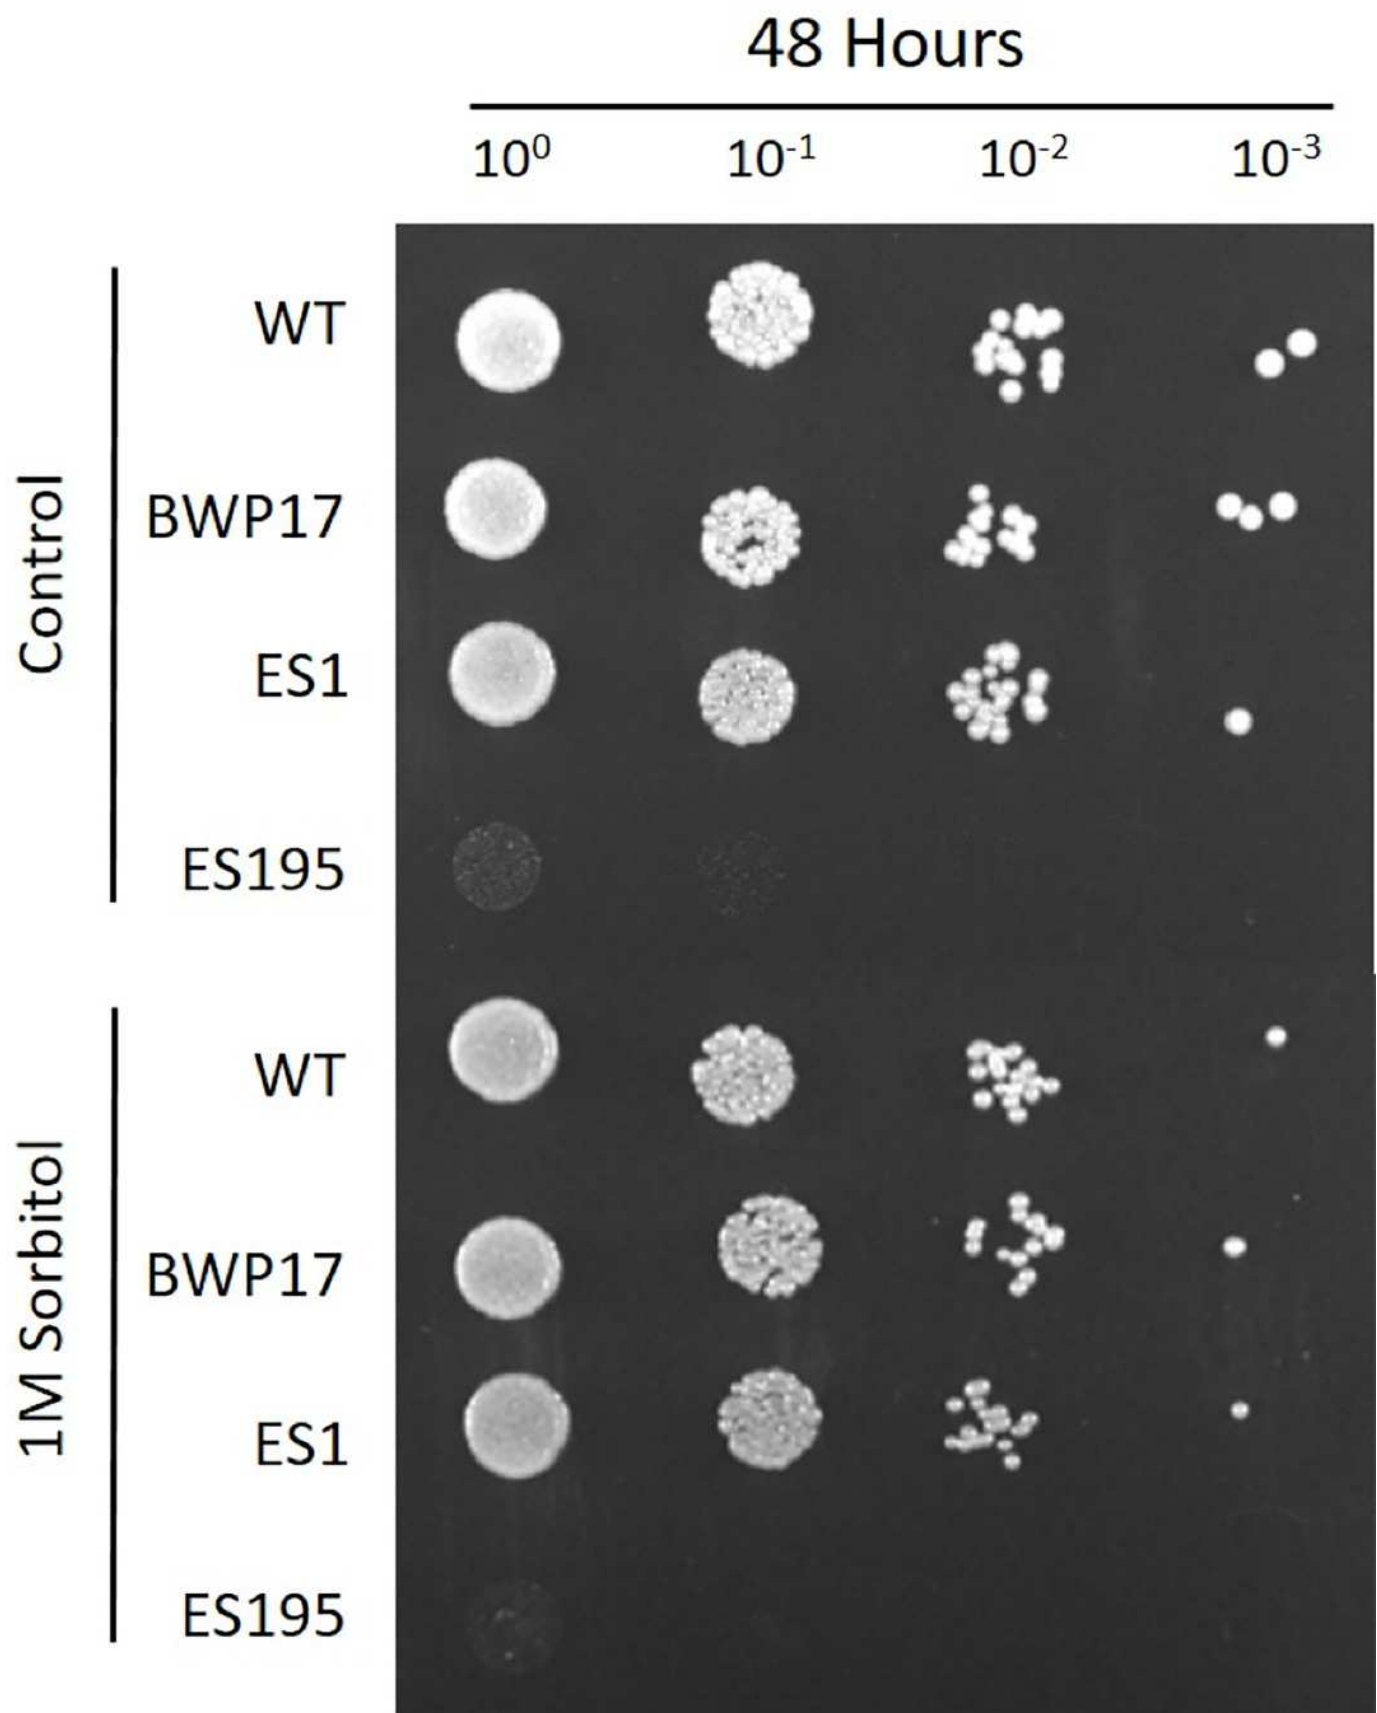 48 Hours
10⁰ 10⁻¹ 10⁻² 10⁻³
Control
WT
BWP17
ES1
ES195
1M Sorbitol
WT
BWP17
ES1
ES195